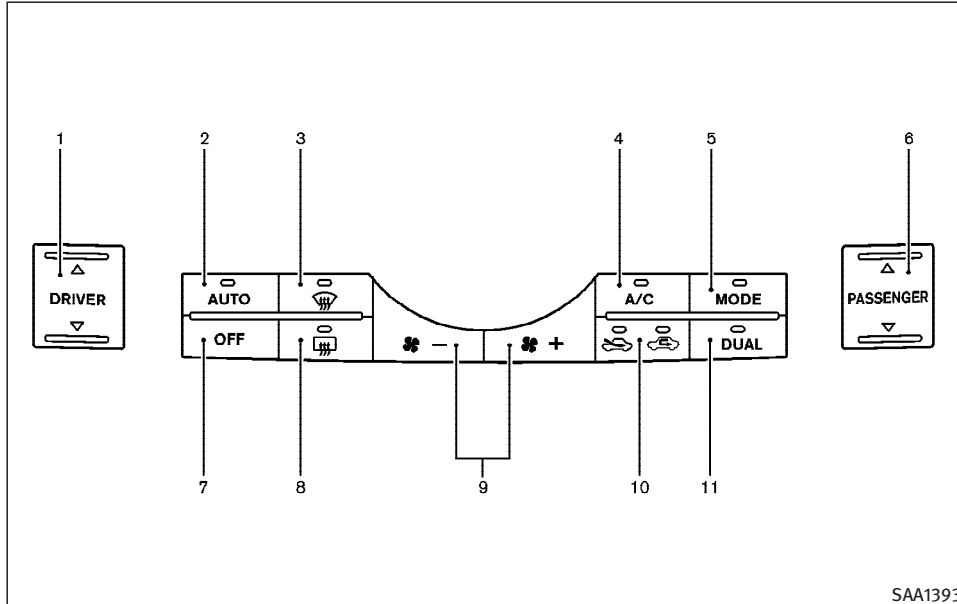 1 2 3 4 5 6
DRIVER
AUTO
A/C
MODE
PASSENGER
OFF
− +
DUAL
7 8 9 10 11
SAA1393